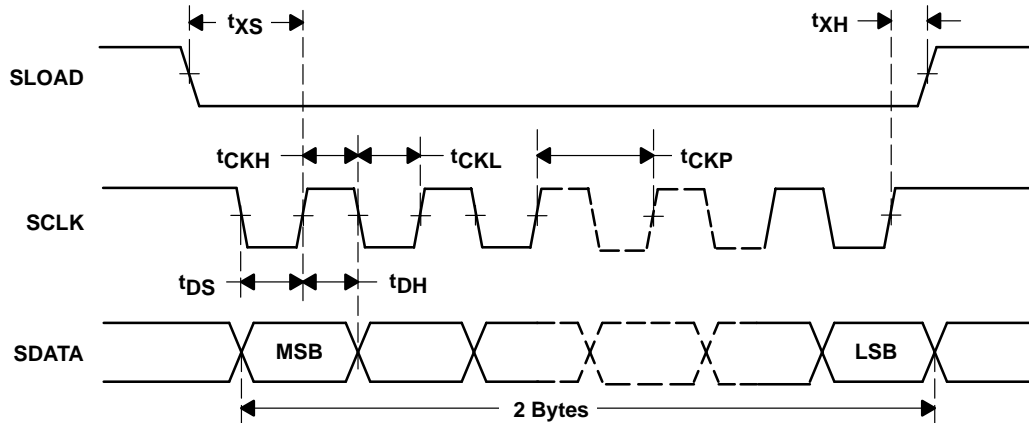 tXS
tXH
SLOAD
tCKH
tCKL
tCKP
SCLK
tDS
tDH
SDATA
MSB
LSB
2 Bytes